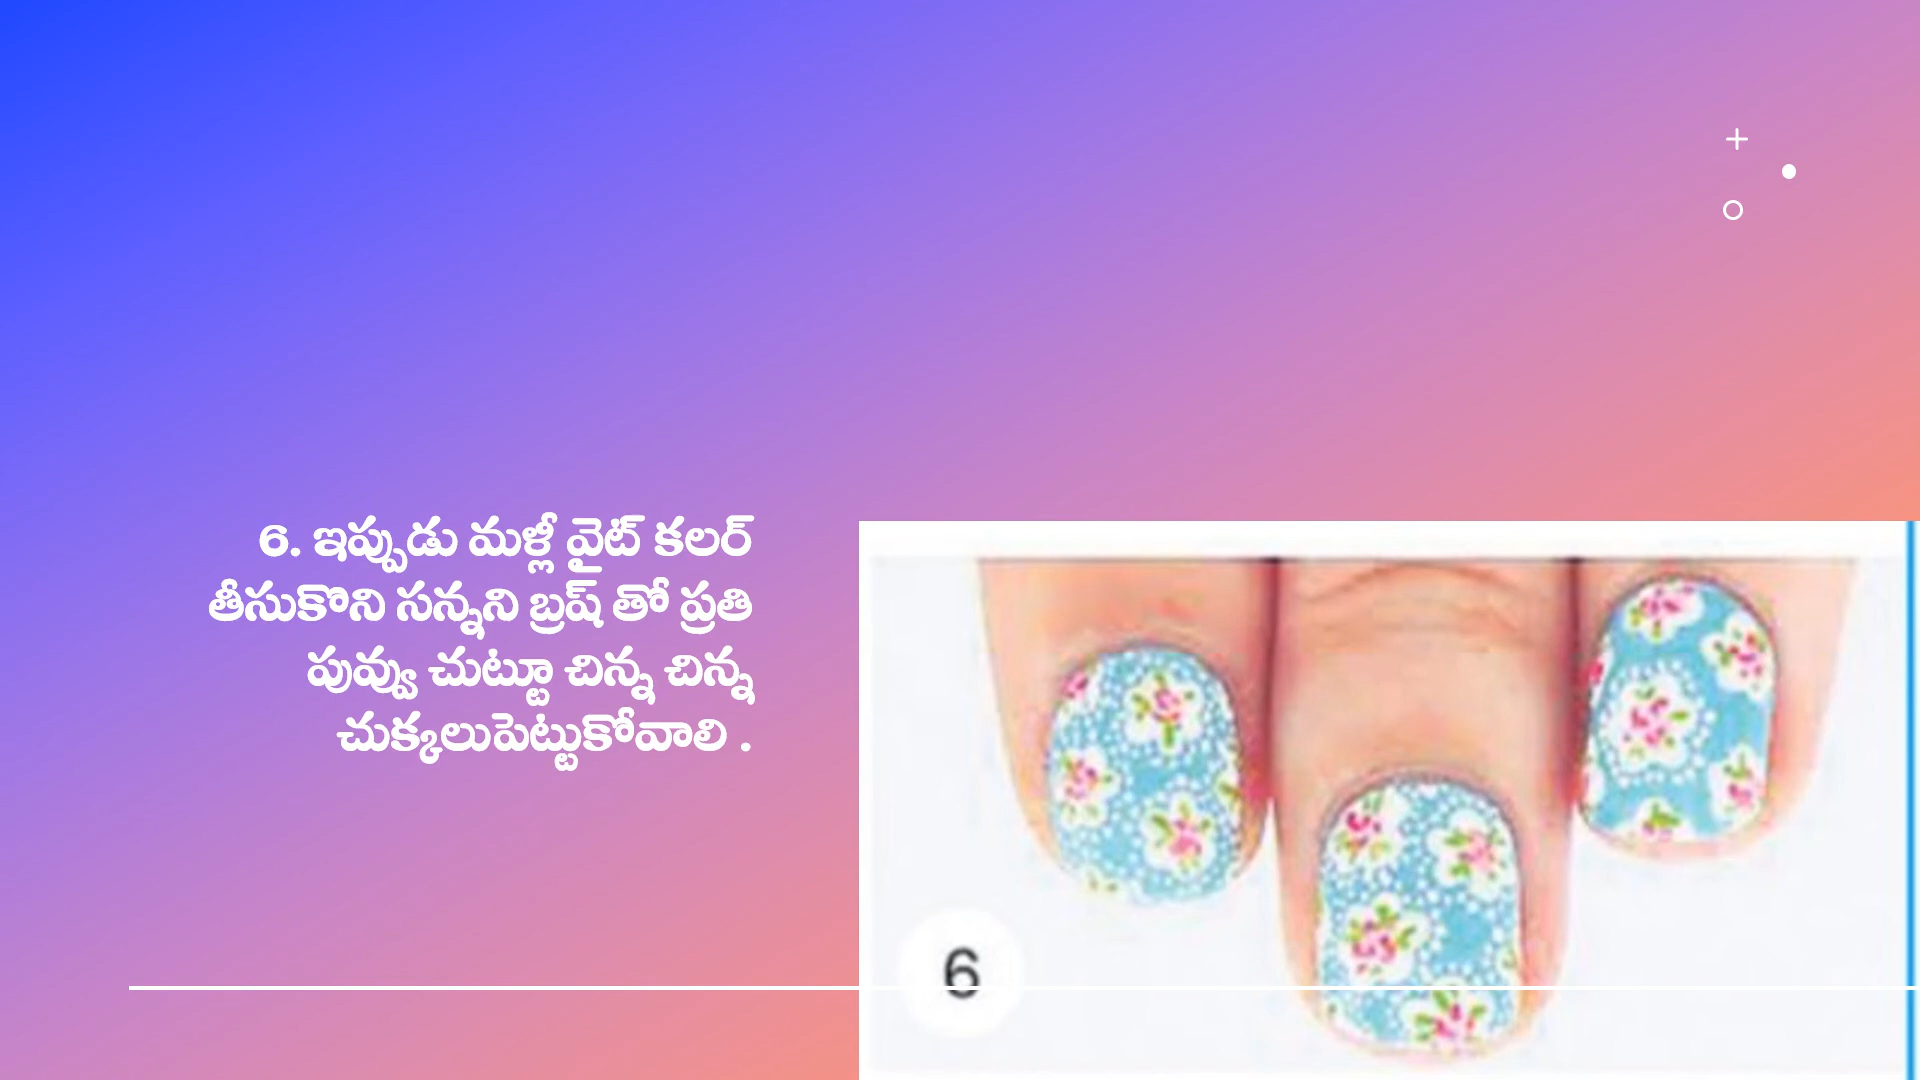 6. ఇప్పుడు మళ్లీ వైట్ కలర్
తీసుకొని సన్నని బ్రష్ తో ప్రతి
పువ్వు చుట్టూ చిన్న చిన్న
చుక్కలుపెట్టుకోవాలి .
6